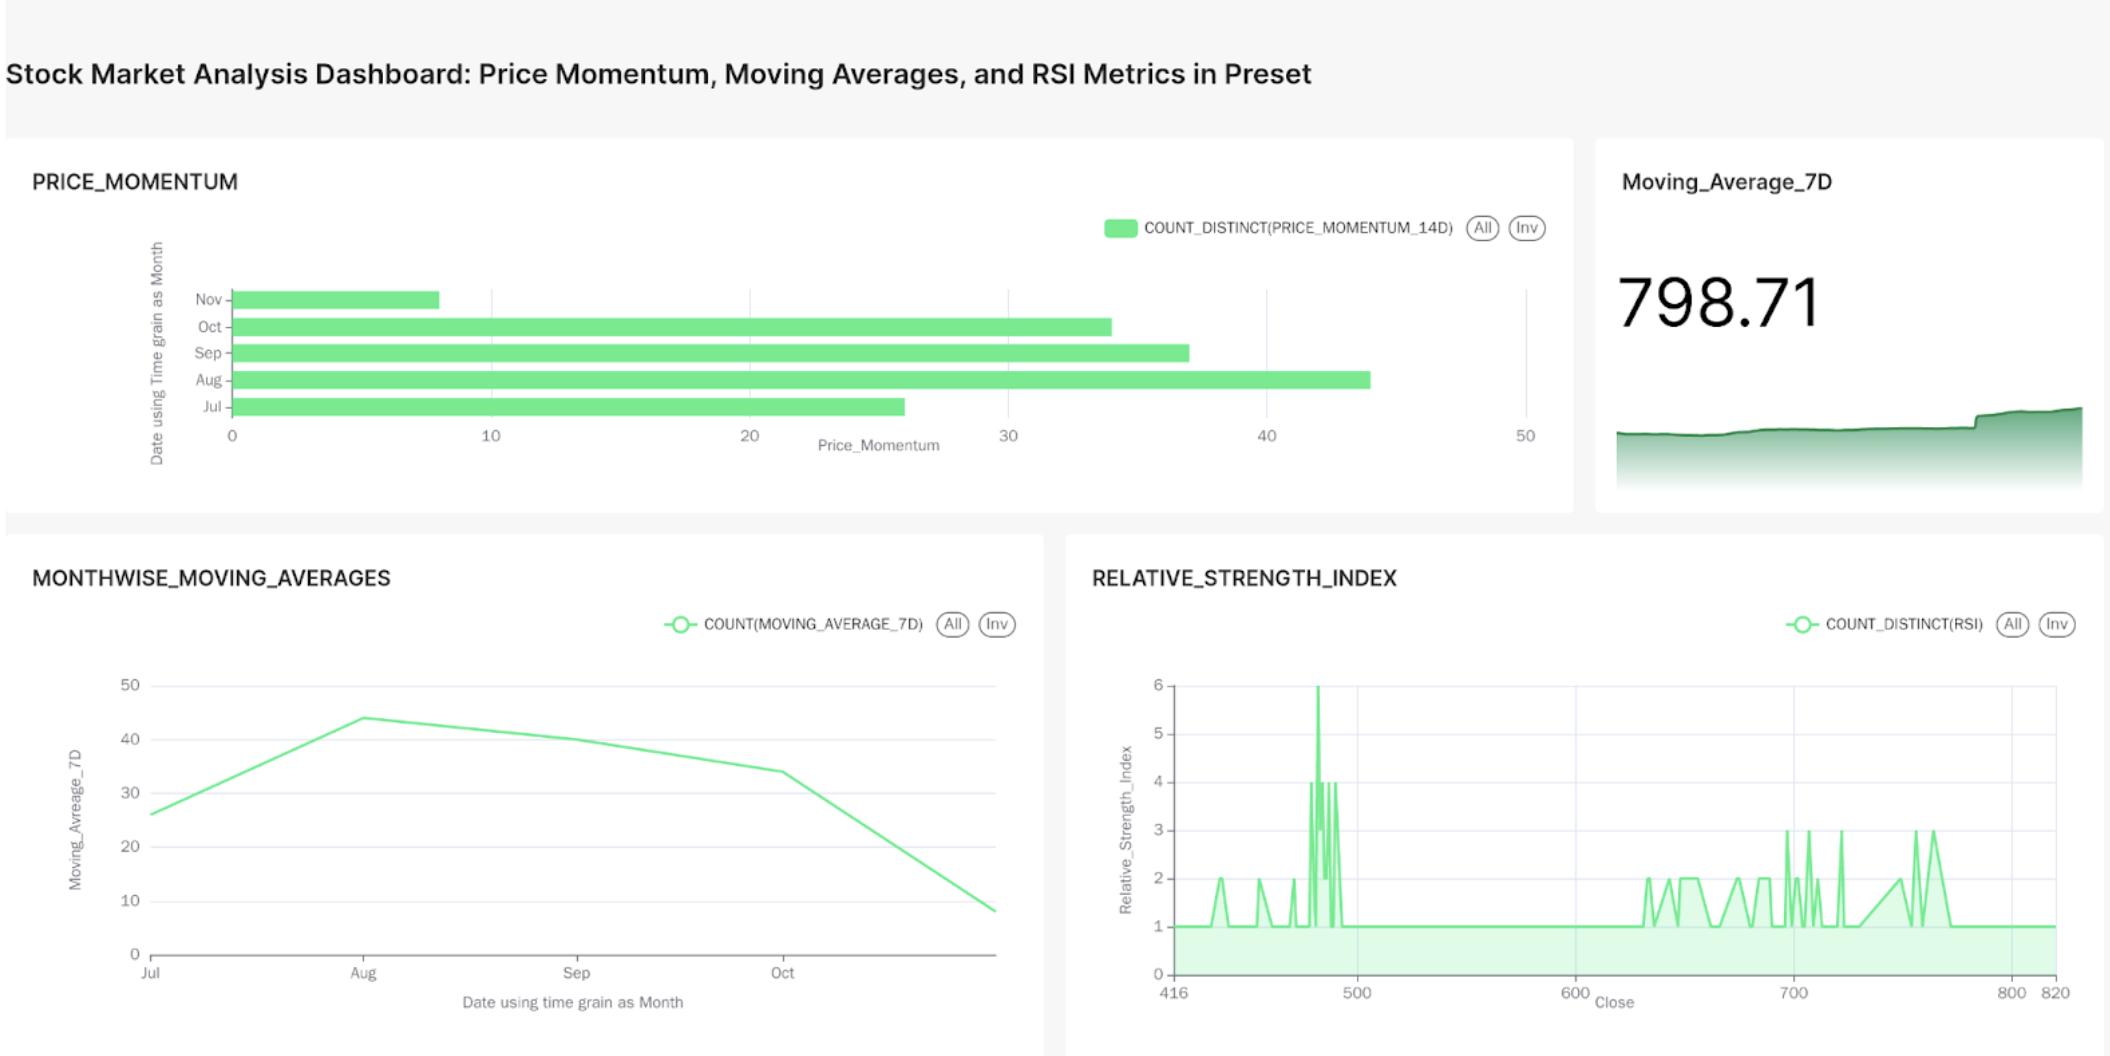 Stock Market Analysis Dashboard: Price Momentum, Moving Averages, and RSI Metrics in Preset
PRICE_MOMENTUM
COUNT_DISTINCT(PRICE_MOMENTUM_14D) All Inv
Date using Time grain as Month
Nov
Oct
Sep
Aug
Jul
0 10 20 30 40 50
Price_Momentum
Moving_Average_7D
798.71
MONTHWISE_MOVING_AVERAGES
COUNT(MOVING_AVERAGE_7D) All Inv
Moving_Avreage_7D
50
40
30
20
10
0
Jul Aug Sep Oct
Date using time grain as Month
RELATIVE_STRENGTH_INDEX
COUNT_DISTINCT(RSI) All Inv
Relative_Strength_Index
6
5
4
3
2
1
0
416 500 600 700 800 820
Close